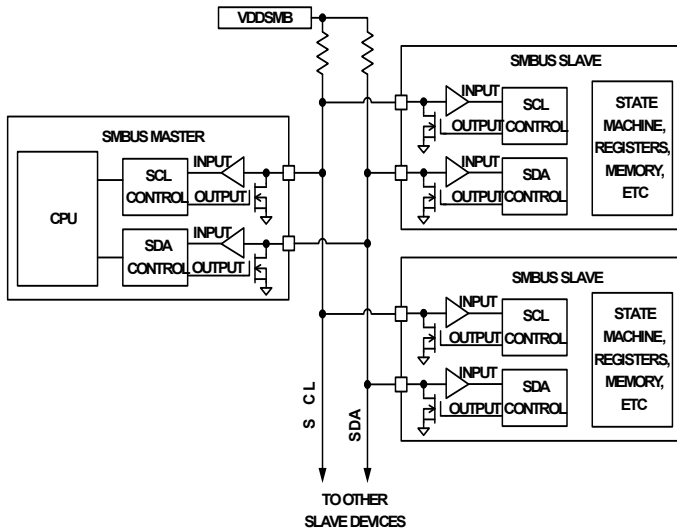 VDDSMB
SMBUS MASTER
CPU
SCL
CONTROL
INPUT
OUTPUT
SDA
CONTROL
INPUT
OUTPUT
SMBUS SLAVE
INPUT
OUTPUT
SCL
CONTROL
INPUT
OUTPUT
SDA
CONTROL
STATE
MACHINE,
REGISTERS,
MEMORY,
ETC
SMBUS SLAVE
INPUT
OUTPUT
SCL
CONTROL
INPUT
OUTPUT
SDA
CONTROL
STATE
MACHINE,
REGISTERS,
MEMORY,
ETC
S CL
SDA
TO OTHER
SLAVE DEVICES